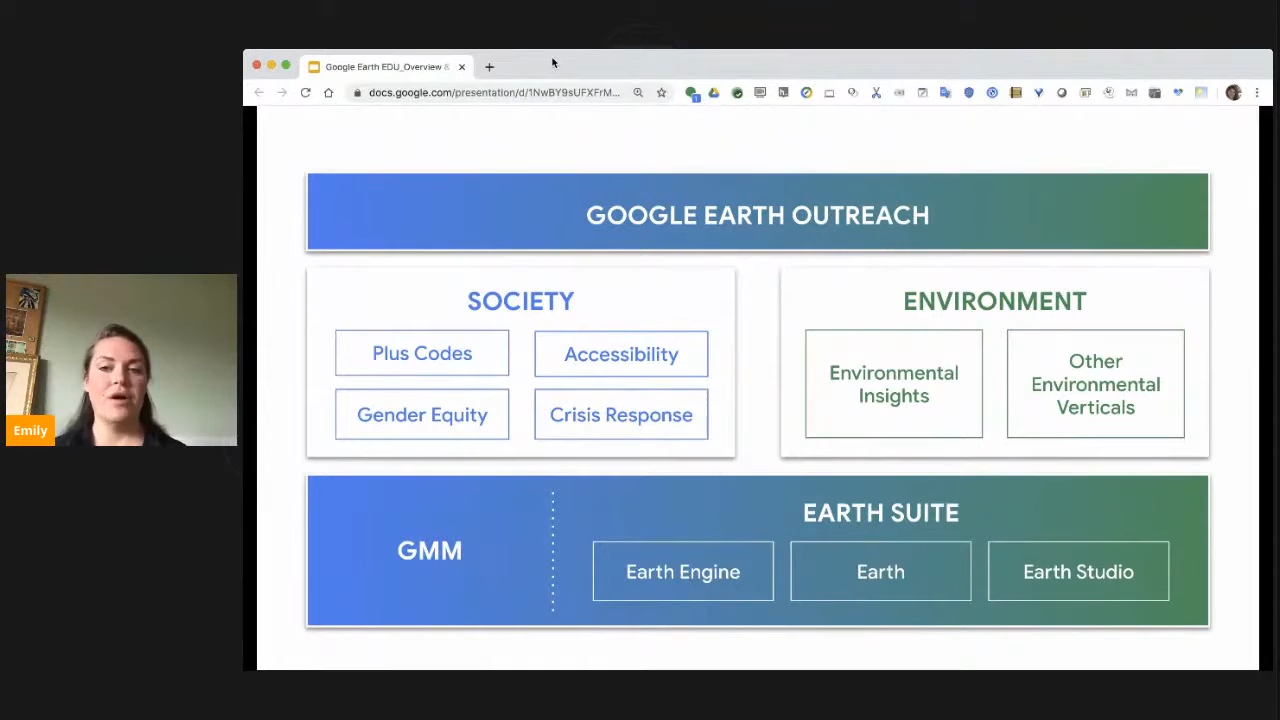 Google Earth EDU_Overview &
docs.google.com/presentation/d/1NwBY9sUFXFrM...
GOOGLE EARTH OUTREACH
SOCIETY
Plus Codes
Accessibility
Gender Equity
Crisis Response
ENVIRONMENT
Environmental
Insights
Other
Environmental
Verticals
Emily
GMM
EARTH SUITE
Earth Engine
Earth
Earth Studio